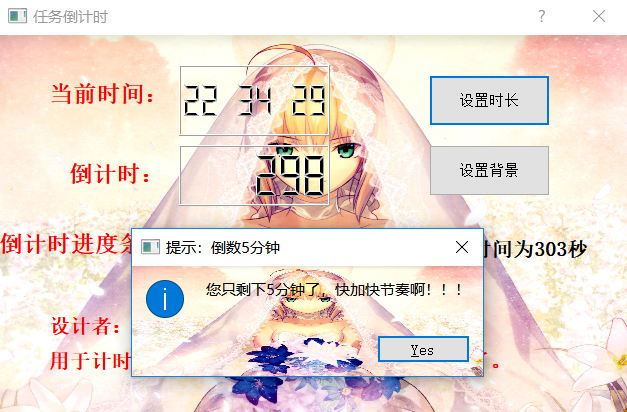 任务倒计时
当前时间：
22 34 29
设置时长
倒计时：
298
设置背景
倒计时进度条
时间为303秒
提示：倒数5分钟
您只剩下5分钟了，快加快节奏啊！！！
Yes
设计者：
用于计时